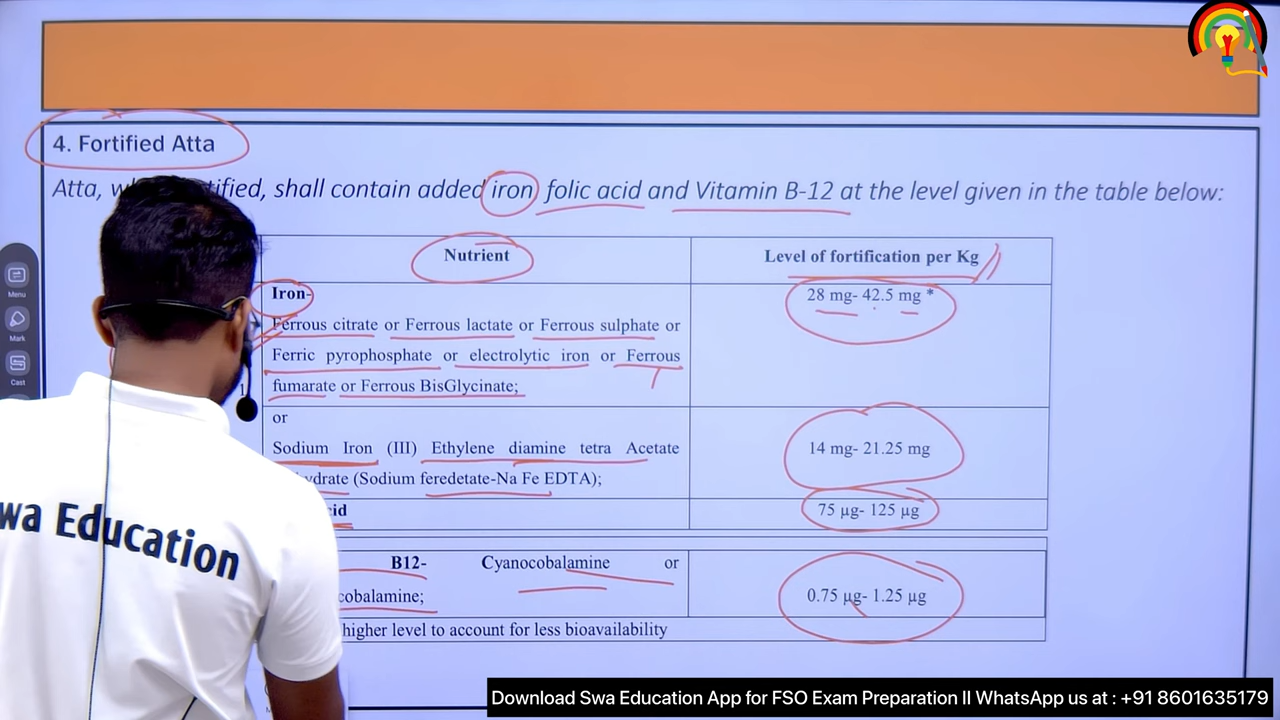 4. Fortified Atta
Atta, tified, shall contain added iron folic acid and Vitamin B-12 at the level given in the table below:
Nutrient
Level of fortification per Kg
Iron-
28 mg- 42.5 mg *
Ferrous citrate or Ferrous lactate or Ferrous sulphate or
Ferric pyrophosphate or electrolytic iron or Ferrous
fumarate or Ferrous BisGlycinate;
1
or
Sodium Iron (III) Ethylene diamine tetra Acetate
14 mg- 21.25 mg
ydrate (Sodium feredetate-Na Fe EDTA);
id
75 µg- 125 µg
B12- Cyanocobalamine or
cobalamine;
0.75 µg- 1.25 µg
higher level to account for less bioavailability
Menu
Mark
Cast
wa Education
Download Swa Education App for FSO Exam Preparation II WhatsApp us at : +91 8601635179